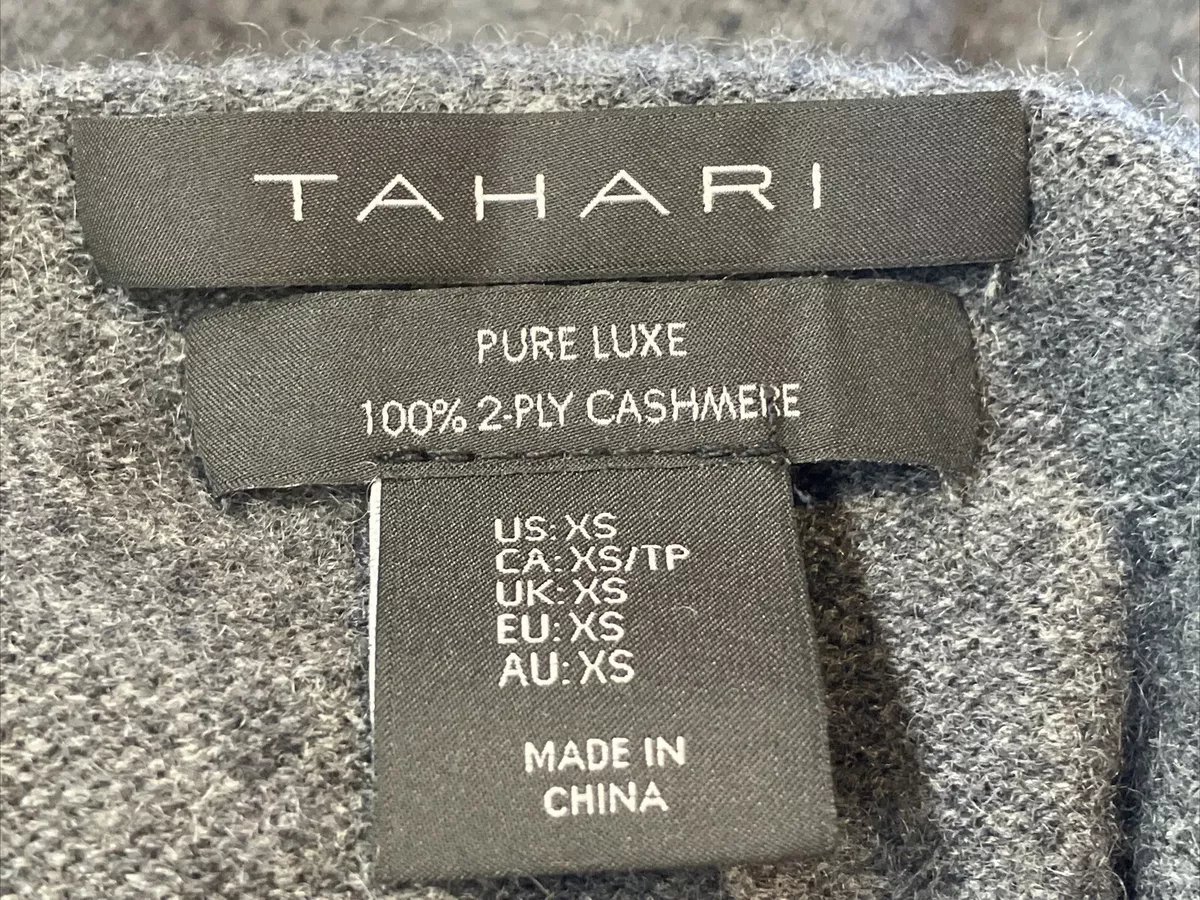 TAHARI
PURE LUXE
100% 2-PLY CASHMERE
US: XS
CA: XS/TP
UK: XS
EU: XS
AU: XS
MADE IN
CHINA